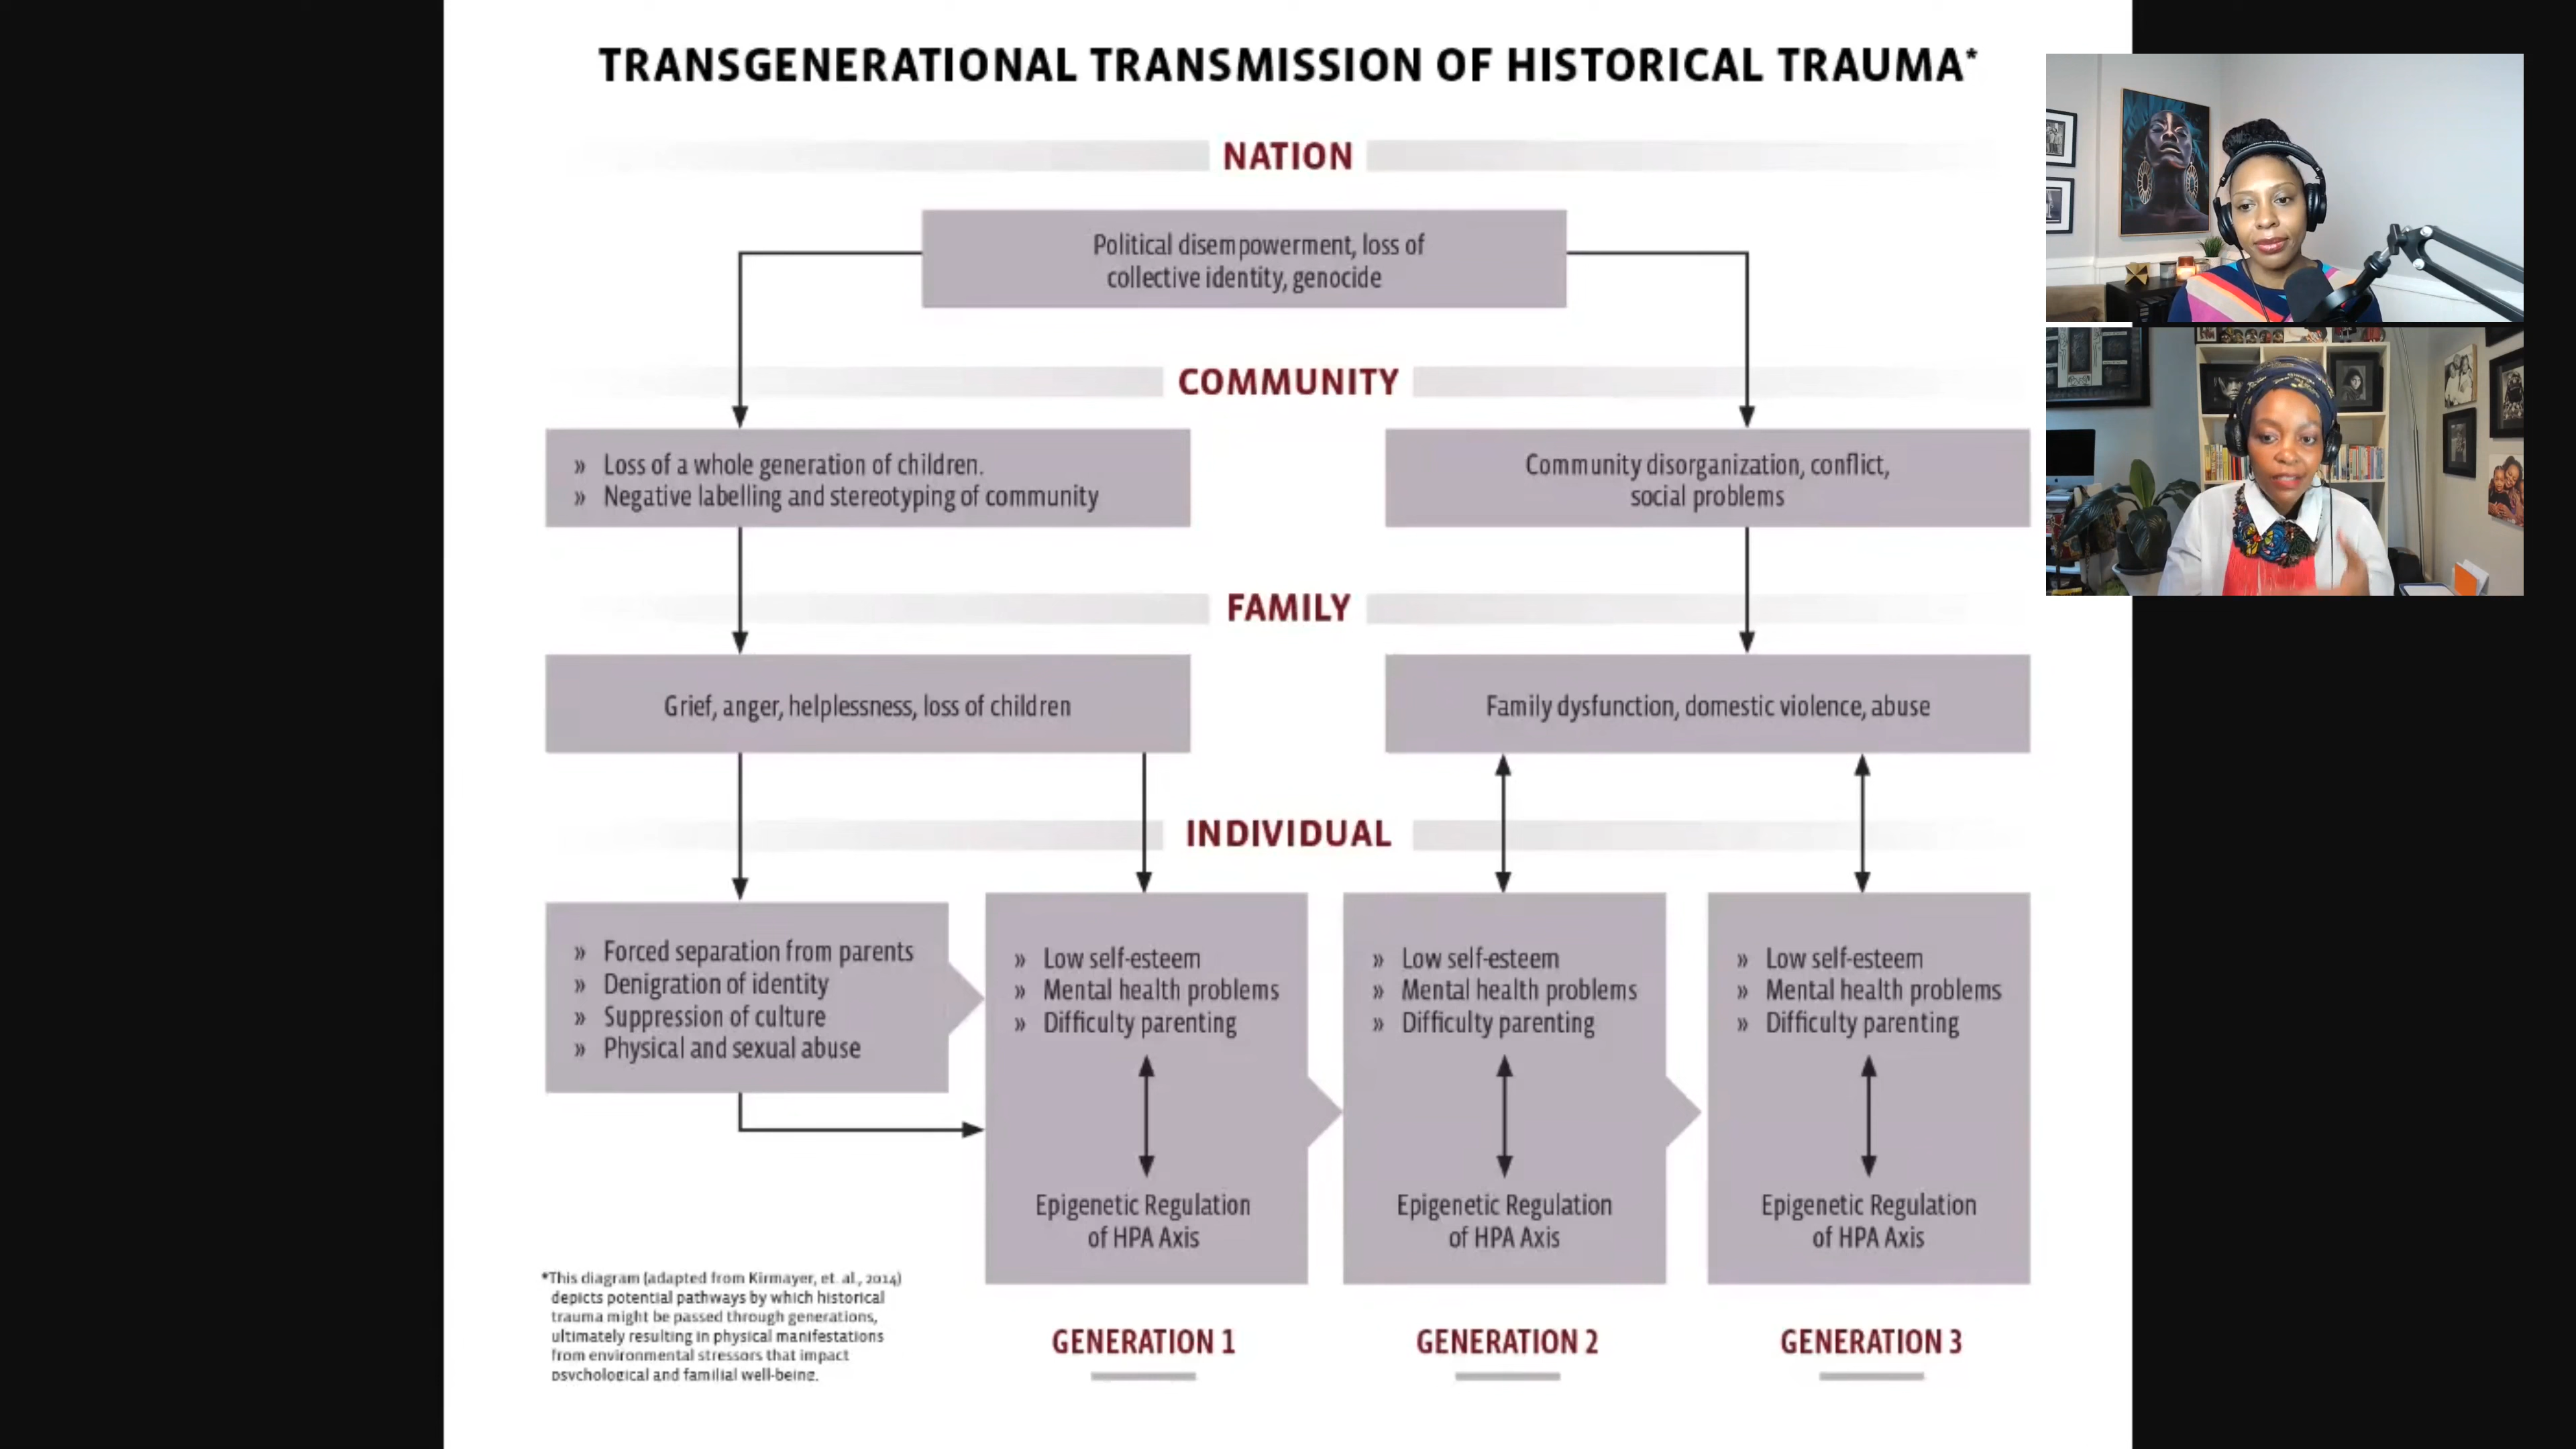 TRANSGENERATIONAL TRANSMISSION OF HISTORICAL TRAUMA*
NATION
Political disempowerment, loss of
collective identity, genocide
COMMUNITY
» Loss of a whole generation of children.
» Negative labelling and stereotyping of community
Community disorganization, conflict,
social problems
FAMILY
Grief, anger, helplessness, loss of children
Family dysfunction, domestic violence, abuse
INDIVIDUAL
» Forced separation from parents
» Denigration of identity
» Suppression of culture
» Physical and sexual abuse
» Low self-esteem
» Mental health problems
» Difficulty parenting
Epigenetic Regulation
of HPA Axis
» Low self-esteem
» Mental health problems
» Difficulty parenting
Epigenetic Regulation
of HPA Axis
» Low self-esteem
» Mental health problems
» Difficulty parenting
Epigenetic Regulation
of HPA Axis
*This diagram (adapted from Kirmayer, et. al., 2014)
depicts potential pathways by which historical
trauma might be passed through generations,
ultimately resulting in physical manifestations
from environmental stressors that impact
psychological and familial well-being.
GENERATION 1
GENERATION 2
GENERATION 3